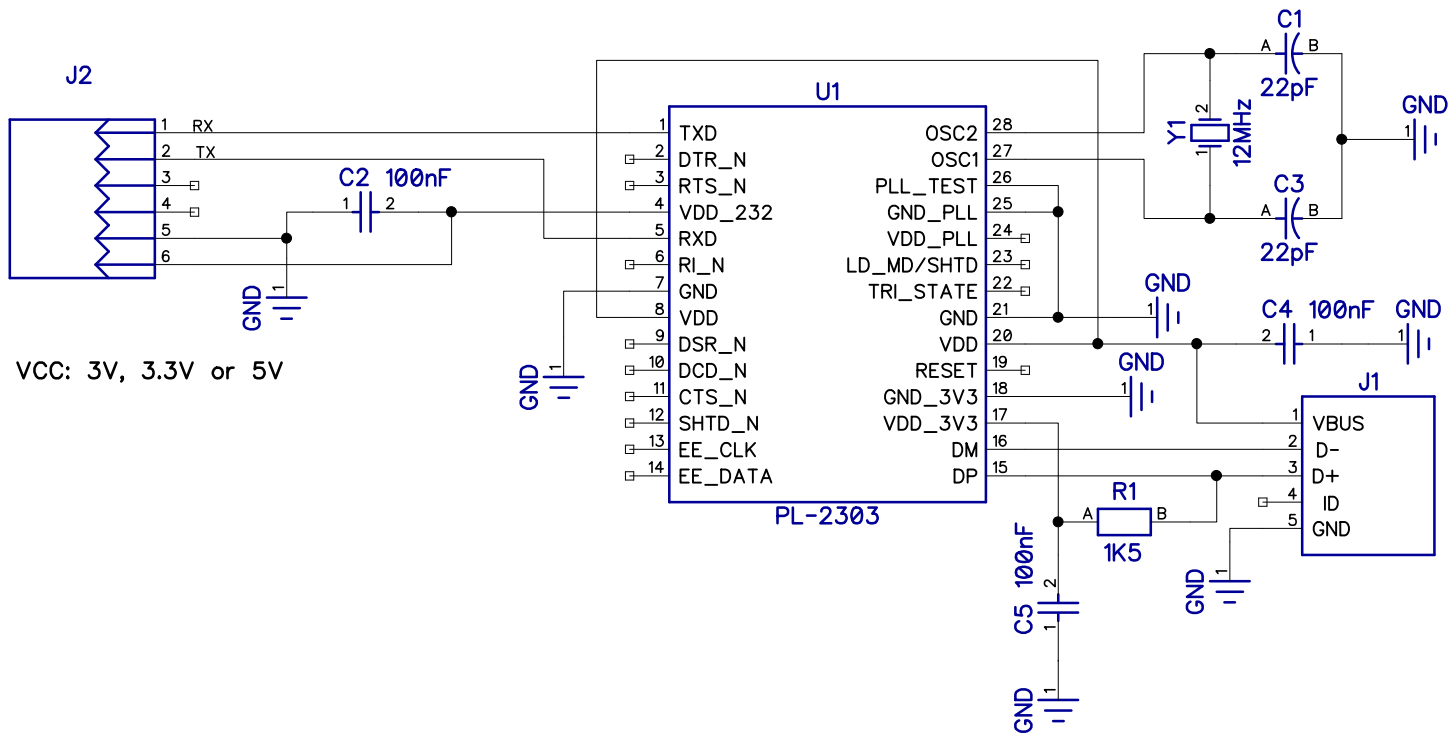 J2
1 RX
2 TX
3
4
5
6
C2 100nF
1 2
GND 1
VCC: 3V, 3.3V or 5V
U1
1 TXD
2 DTR_N
3 RTS_N
4 VDD_232
5 RXD
6 RI_N
7 GND
8 VDD
9 DSR_N
10 DCD_N
11 CTS_N
12 SHTD_N
13 EE_CLK
14 EE_DATA
GND 1
OSC2 28
OSC1 27
PLL_TEST 26
GND_PLL 25
VDD_PLL 24
LD_MD/SHTD 23
TRI_STATE 22
GND 21
VDD 20
RESET 19
GND_3V3 18
VDD_3V3 17
DM 16
DP 15
PL-2303
C1
A B
22pF
Y1 2 1 12MHz
GND
1
C3
A B
22pF
GND
1
C4 100nF
2 1
GND
1
GND
1
J1
1 VBUS
2 D-
3 D+
4 ID
5 GND
GND 1
R1
A B
1K5
C5 100nF
2
1
GND 1